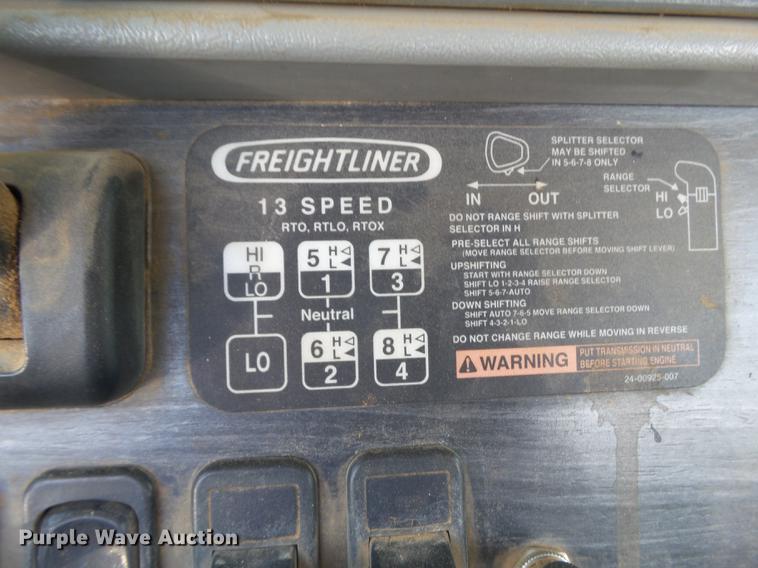 FREIGHTLINER
13 SPEED
RTO, RTLO, RTOX
HI
R
LO
5 H
L
1
7 H
L
3
Neutral
LO
6 H
L
2
8 H
L
4
SPLITTER SELECTOR
MAY BE SHIFTED
IN 5-6-7-8 ONLY
RANGE
SELECTOR
HI
LO
IN OUT
DO NOT RANGE SHIFT WITH SPLITTER
SELECTOR IN H
PRE-SELECT ALL RANGE SHIFTS
(MOVE RANGE SELECTOR BEFORE MOVING SHIFT LEVER)
UPSHIFTING
START WITH RANGE SELECTOR DOWN
SHIFT LO 1-2-3-4 RAISE RANGE SELECTOR
SHIFT 5-6-7-AUTO
DOWN SHIFTING
SHIFT AUTO 7-6-5 MOVE RANGE SELECTOR DOWN
SHIFT 4-3-2-1-LO
DO NOT CHANGE RANGE WHILE MOVING IN REVERSE
WARNING
PUT TRANSMISSION IN NEUTRAL
BEFORE STARTING ENGINE
24-00925-007
Purple Wave Auction